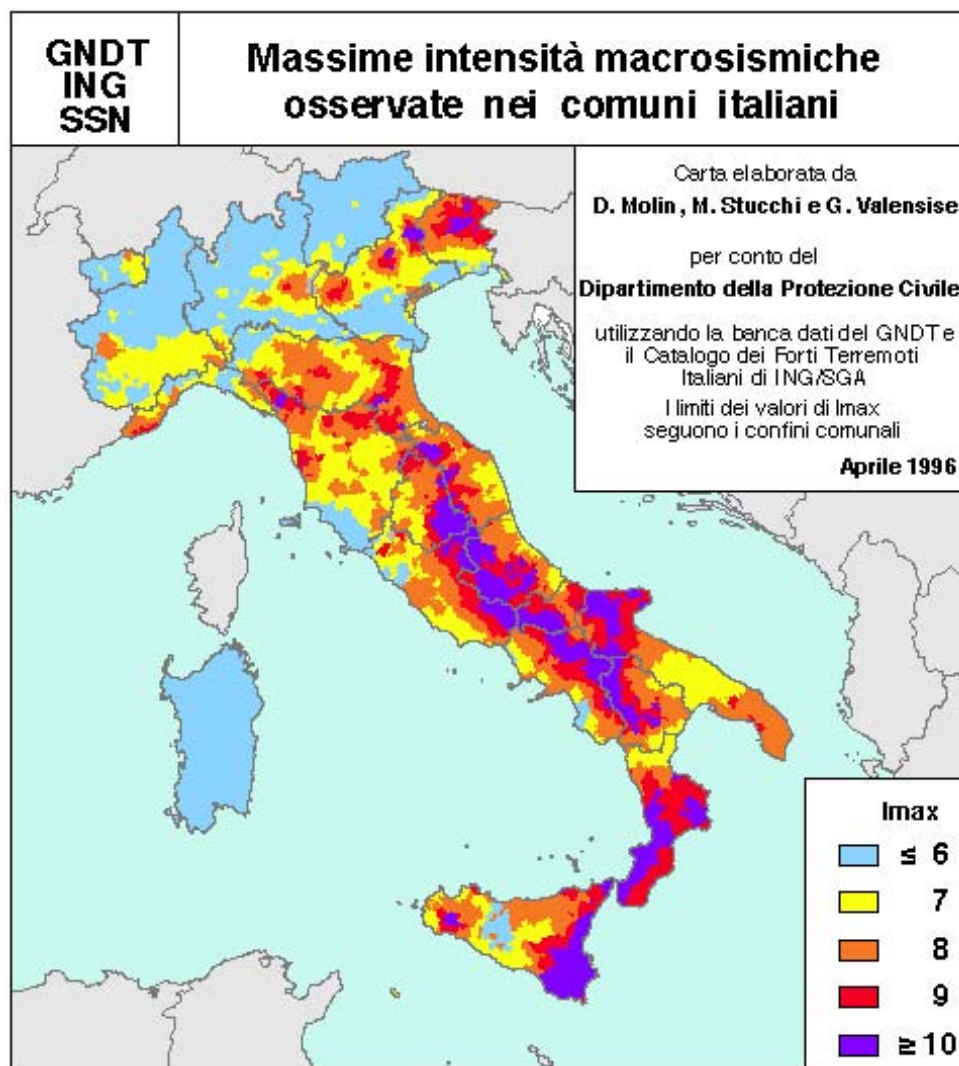 GNDT
ING
SSN
Massime intensità macrosismiche
osservate nei comuni italiani
Carta elaborata da
D. Molin, M. Stucchi e G. Valensise
per conto del
Dipartimento della Protezione Civile
utilizzando la banca dati del GNDT e
il Catalogo dei Forti Terremoti
Italiani di ING/SGA
I limiti dei valori di Imax
seguono i confini comunali
Aprile 1996
Imax
≤ 6
7
8
9
≥ 10